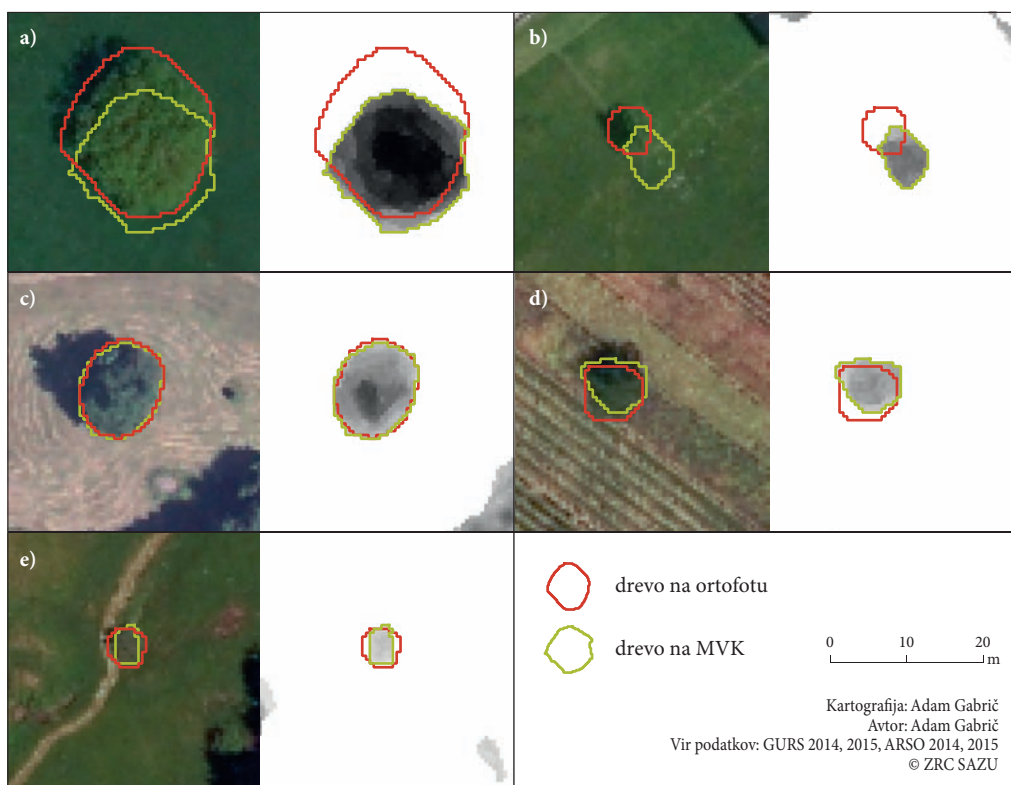 a)
b)
c)
d)
e)
drevo na ortofotu
drevo na MVK
0 10 20
m
Kartografija: Adam Gabrič
Avtor: Adam Gabrič
Vir podatkov: GURS 2014, 2015, ARSO 2014, 2015
© ZRC SAZU